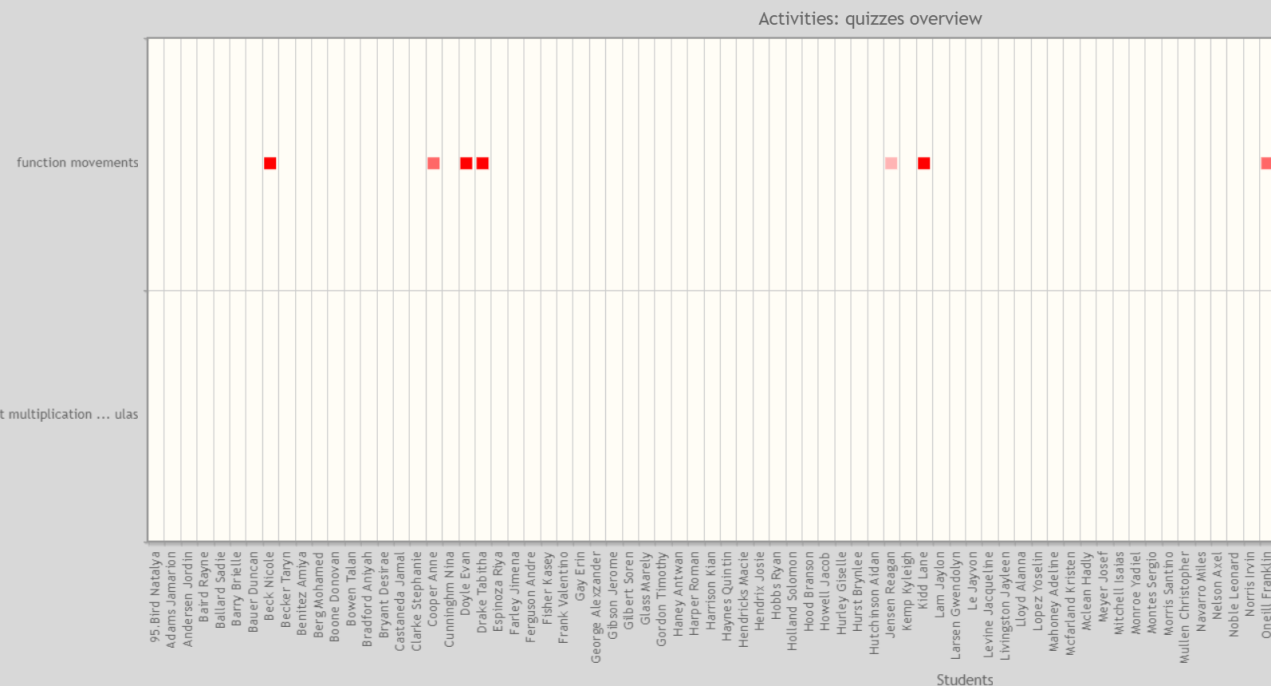 Activities: quizzes overview
function movements
t multiplication ... ulas
95.Bird Natalya
Adams Jamarion
Andersen Jordin
Baird Rayne
Ballard Sadie
Barry Brielle
Bauer Duncan
Beck Nicole
Becker Taryn
Benitez Amiya
Berg Mohamed
Boone Donovan
Bowen Talan
Bradford Aniyah
Bryant Desirae
Castaneda Jamal
Clarke Stephanie
Cooper Anne
Cunninghm Nina
Doyle Evan
Drake Tabitha
Espinoza Riya
Farley Jimena
Ferguson Andre
Fisher Kasey
Frank Valentino
Gay Erin
George Alexzander
Gibson Jerome
Gilbert Soren
Glass Marely
Gordon Timothy
Haney Antwan
Harper Roman
Harrison Kian
Haynes Quintin
Hendricks Macie
Hendrix Josie
Hobbs Ryan
Holland Solomon
Hood Branson
Howell Jacob
Hurley Giselle
Hurst Brynlee
Hutchinson Aidan
Jensen Reagan
Kemp Kyleigh
Kidd Lane
Lam Jaylon
Larsen Gwendolyn
Le Jayvon
Levine Jacqueline
Livingston Jayleen
Lloyd Alanna
Lopez Yoselin
Mahoney Adeline
Mcfarland Kristen
Mclean Hadly
Meyer Josef
Mitchell Isaias
Monroe Yadiel
Montes Sergio
Morris Santino
Mullen Christopher
Navarro Miles
Nelson Axel
Noble Leonard
Norris Irvin
Oneill Franklin
Students